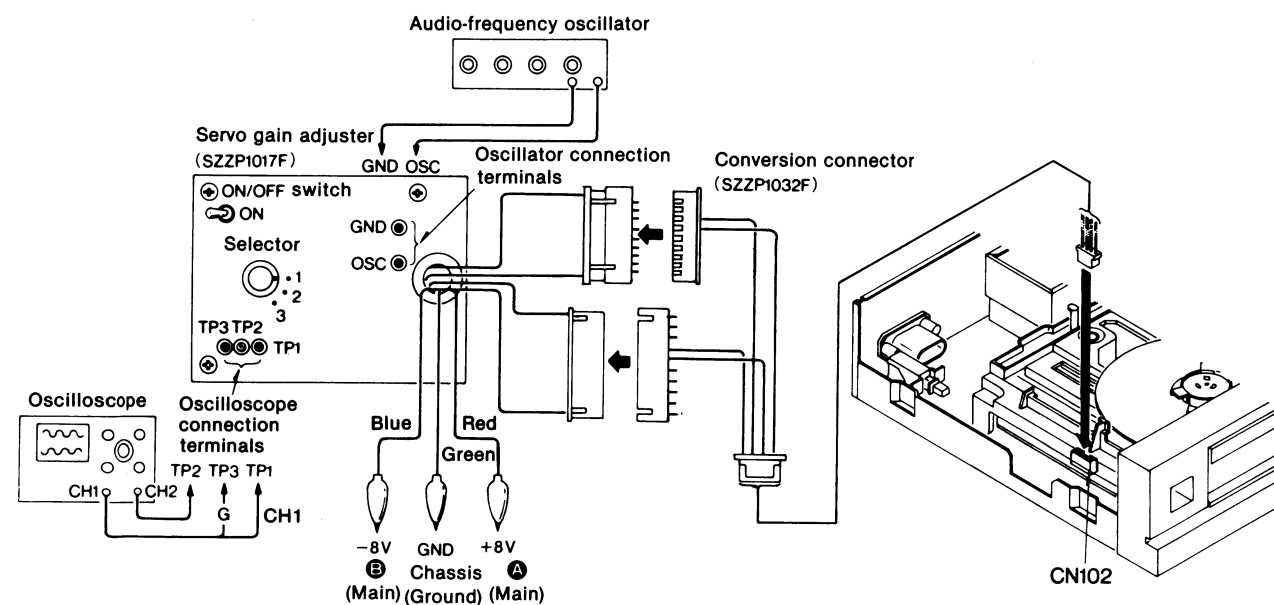 Audio-frequency oscillator
Servo gain adjuster
(SZZP1017F)
GND OSC
Oscillator connection
terminals
Conversion connector
(SZZP1032F)
ON/OFF switch
ON
GND
OSC
Selector
1
2
3
TP3 TP2
TP1
Oscilloscope
Oscilloscope
connection
terminals
TP2 TP3 TP1
CH1
CH2
G
CH1
Blue
Red
Green
−8V
GND
+8V
B
Chassis
A
(Main)
(Ground)
(Main)
CN102